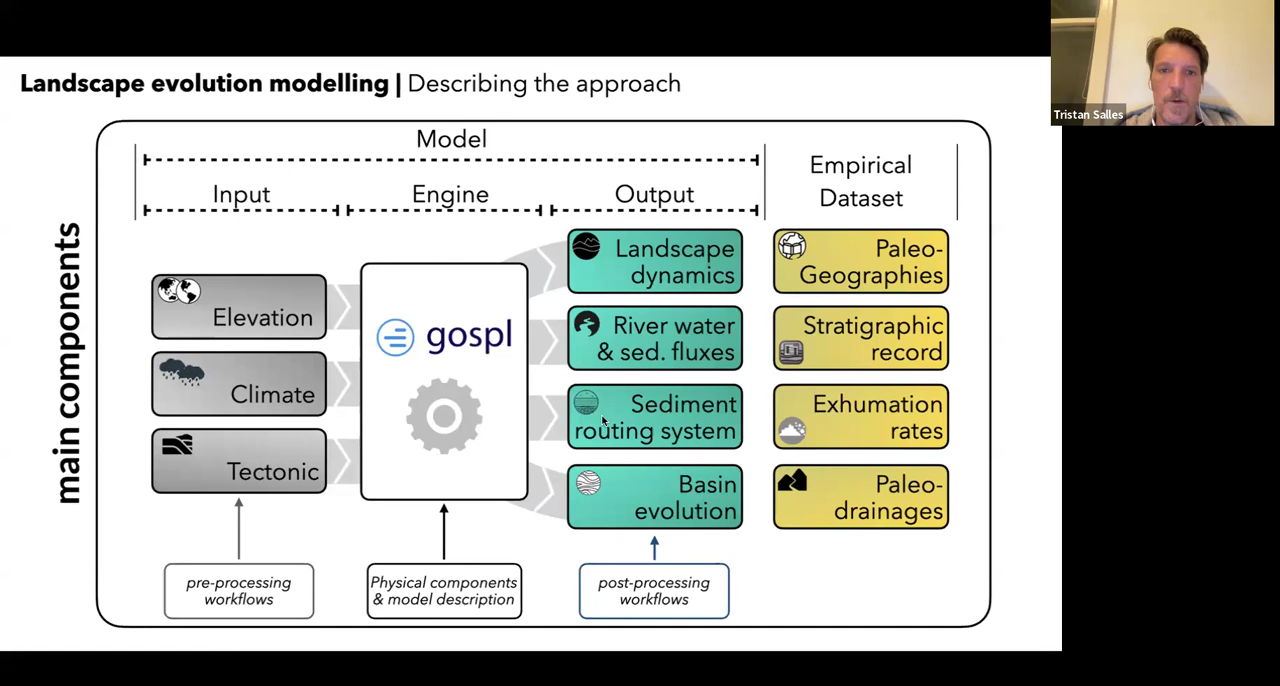 Landscape evolution modelling | Describing the approach
Tristan Salles
main components
Model
Input
Engine
Output
Empirical
Dataset
Elevation
Climate
Tectonic
gospl
Landscape
dynamics
River water
& sed. fluxes
Sediment
routing system
Basin
evolution
Paleo-
Geographies
Stratigraphic
record
Exhumation
rates
Paleo-
drainages
pre-processing
workflows
Physical components
& model description
post-processing
workflows